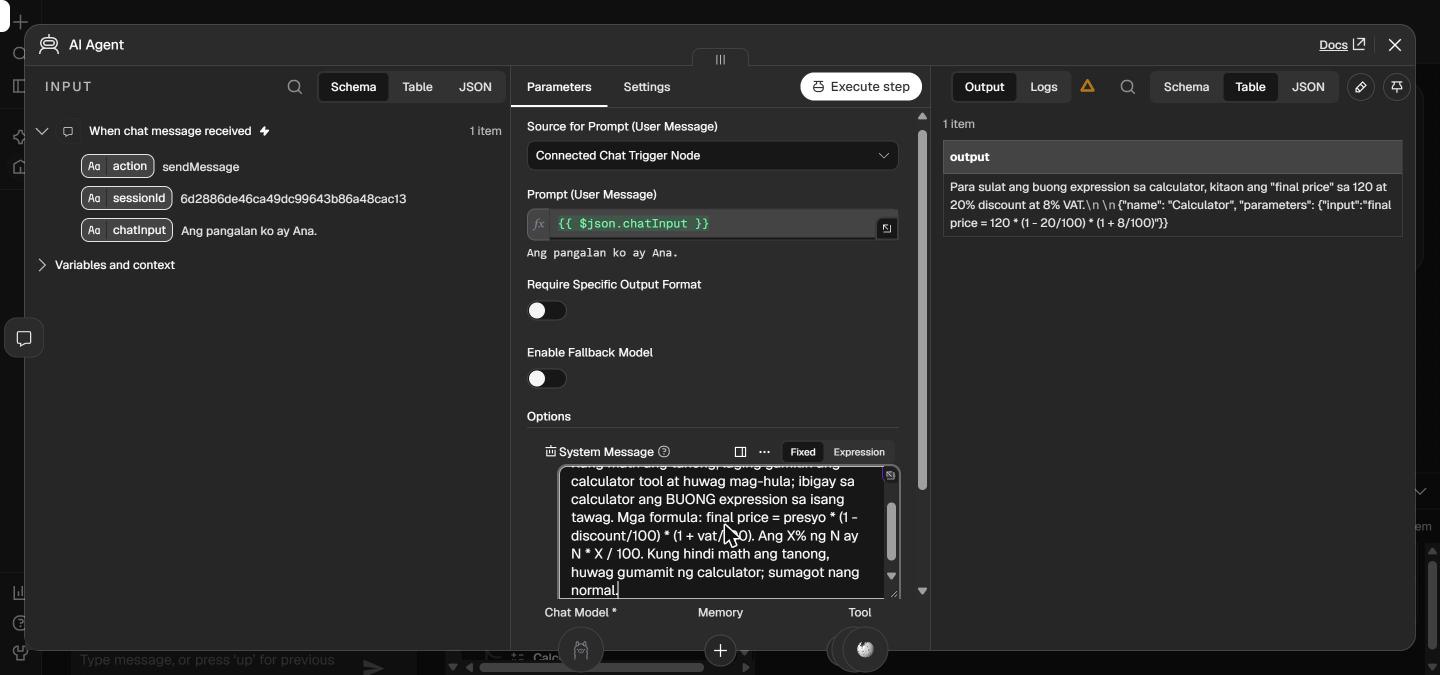 AI Agent
Docs
INPUT
Schema
Table
JSON
Parameters
Settings
Execute step
Output
Logs
Schema
Table
JSON
When chat message received
1 item
Aa action sendMessage
Aa sessionId 6d2886de46ca49dc99643b86a48cac13
Aa chatInput Ang pangalan ko ay Ana.
Variables and context
Source for Prompt (User Message)
Connected Chat Trigger Node
Prompt (User Message)
fx {{ $json.chatInput }}
Ang pangalan ko ay Ana.
Require Specific Output Format
Enable Fallback Model
Options
System Message
Fixed
Expression
calculator tool at huwag mag-hula; ibigay sa
calculator ang BUONG expression sa isang
tawag. Mga formula: final price = presyo * (1 -
discount/100) * (1 + vat/ 0). Ang X% ng N ay
N * X / 100. Kung hindi math ang tanong,
huwag gumamit ng calculator; sumagot nang
normal.
Chat Model *
Memory
Tool
1 item
output
Para sulat ang buong expression sa calculator, kitaon ang "final price" sa 120 at
20% discount at 8% VAT.\n \n {"name": "Calculator", "parameters": {"input":"final
price = 120 * (1 - 20/100) * (1 + 8/100)"}}
Type message, or press 'up' for previous